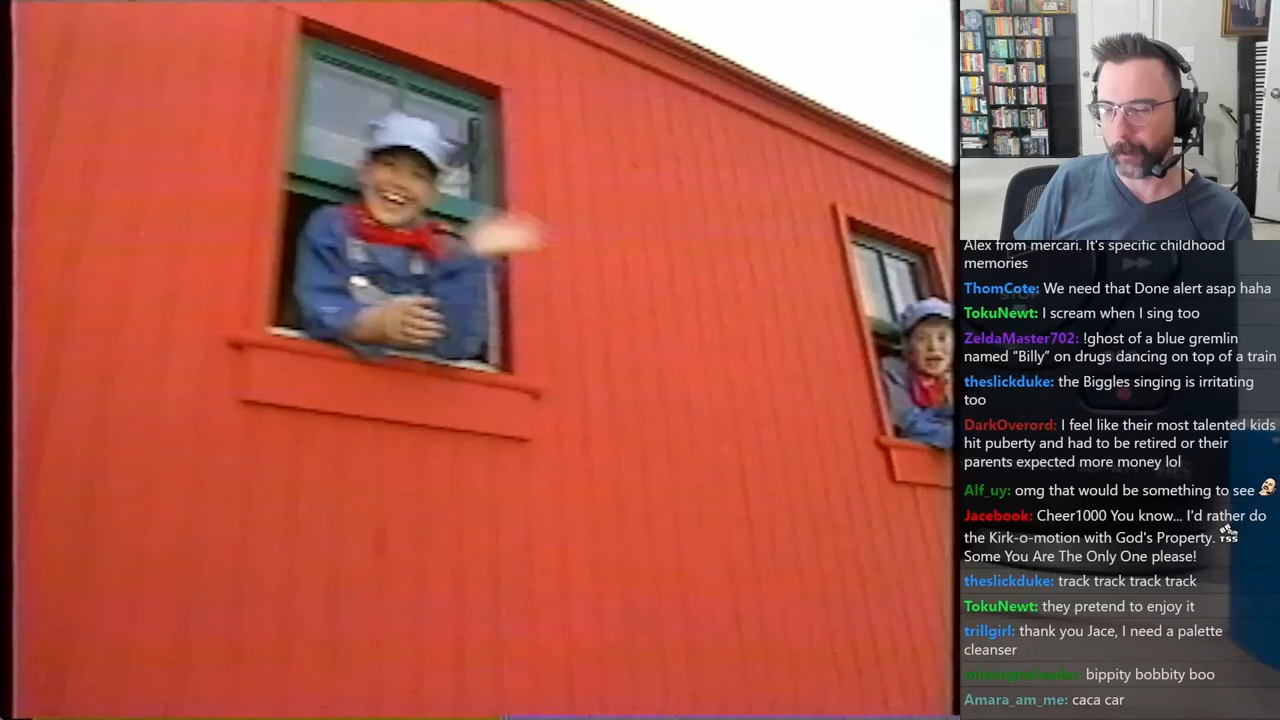 Alex from mercari. It's specific childhood
memories
ThomCote: We need that Done alert asap haha
TokuNewt: I scream when I sing too
ZeldaMaster702: !ghost of a blue gremlin
named “Billy” on drugs dancing on top of a train
theslickduke: the Biggles singing is irritating
too
DarkOverord: I feel like their most talented kids
hit puberty and had to be retired or their
parents expected more money lol
Alf_uy: omg that would be something to see
Jacebook: Cheer1000 You know... I'd rather do
the Kirk-o-motion with God's Property.
Some You Are The Only One please!
theslickduke: track track track track
TokuNewt: they pretend to enjoy it
trillgirl: thank you Jace, I need a palette
cleanser
bippity bobbity boo
Amara_am_me: caca car